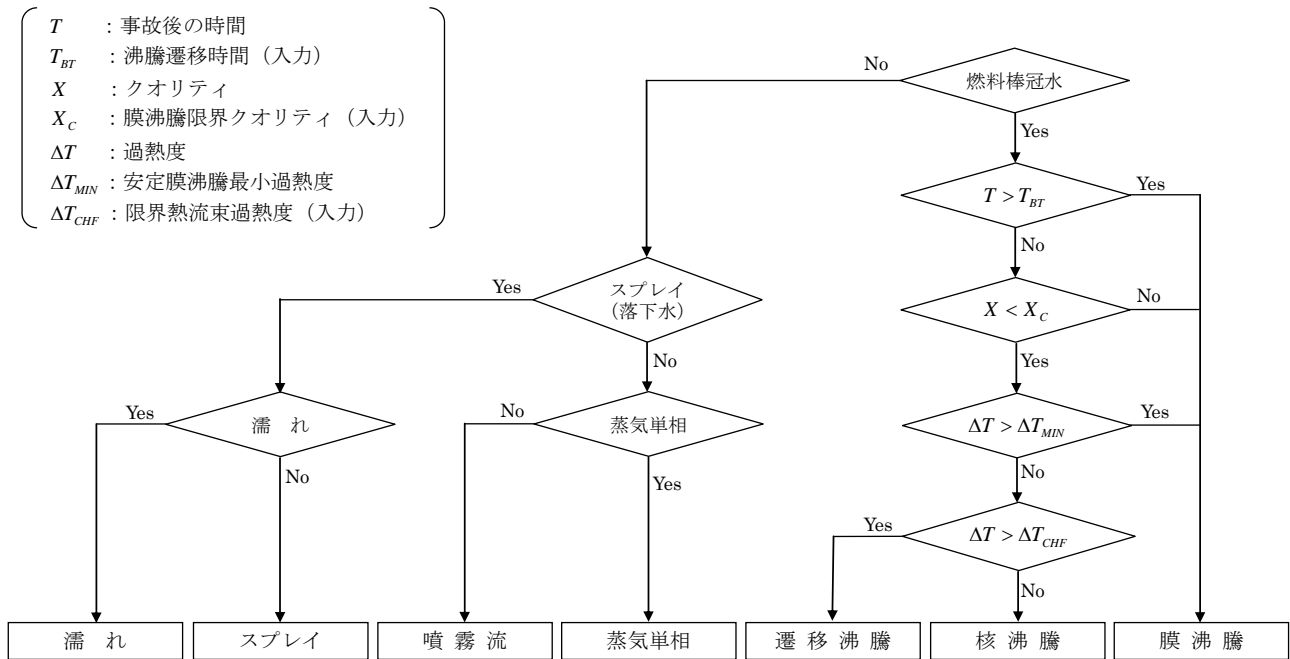 T ：事故後の時間
T_BT ：沸騰遷移時間（入力）
X ：クオリティ
X_C ：膜沸騰限界クオリティ（入力）
ΔT ：過熱度
ΔT_MIN ：安定膜沸騰最小過熱度
ΔT_CHF ：限界熱流束過熱度（入力）
No
燃料棒冠水
Yes
T > T_BT
Yes
No
Yes
スプレイ
（落下水）
X < X_C
No
No
Yes
Yes
濡 れ
No
蒸気単相
ΔT > ΔT_MIN
Yes
No
Yes
No
Yes
ΔT > ΔT_CHF
No
濡 れ
スプレイ
噴 霧 流
蒸気単相
遷 移 沸 騰
核 沸 騰
膜 沸 騰